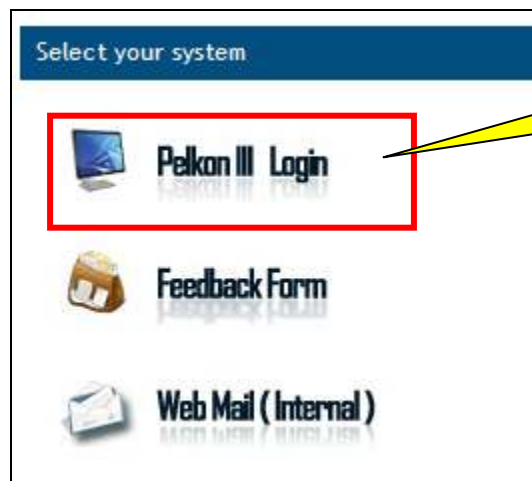 Select your system
Pelkon III Login
Feedback Form
Web Mail ( Internal )